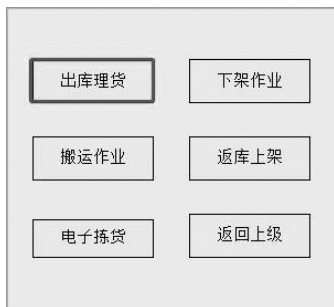 出库理货
下架作业
搬运作业
返库上架
电子拣货
返回上级